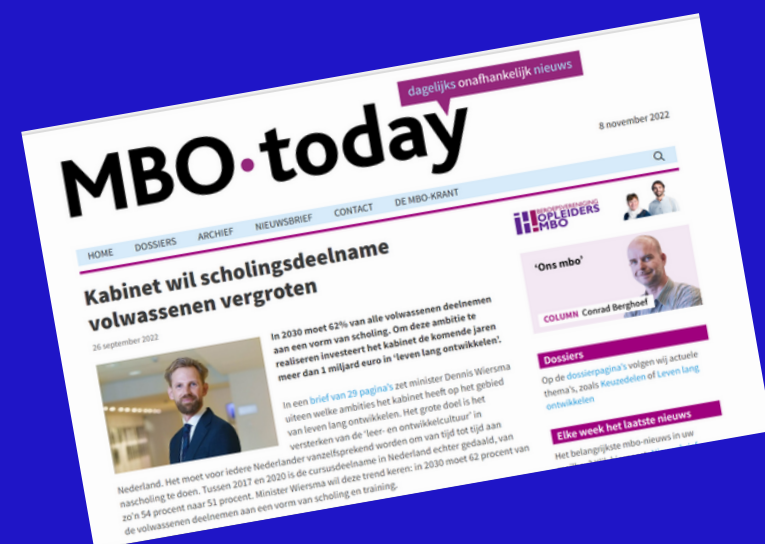 dagelijks onafhankelijk nieuws
MBO·today
8 november 2022
HOME DOSSIERS ARCHIEF NIEUWSBRIEF CONTACT DE MBO-KRANT
Kabinet wil scholingsdeelname
volwassenen vergroten
26 september 2022
In 2030 moet 62% van alle volwassenen deelnemen
aan een vorm van scholing. Om deze ambitie te
realiseren investeert het kabinet de komende jaren
meer dan 1 miljard euro in ‘leven lang ontwikkelen’.
In een brief van 29 pagina’s zet minister Dennis Wiersma
uiteen welke ambities het kabinet heeft op het gebied
van leven lang ontwikkelen. Het grote doel is het
versterken van de ‘leer- en ontwikkelcultuur’ in
Nederland. Het moet voor iedere Nederlander vanzelfsprekend worden om van tijd tot tijd aan
nascholing te doen. Tussen 2017 en 2020 is de cursusdeelname in Nederland echter gedaald, van
zo’n 54 procent naar 51 procent. Minister Wiersma wil deze trend keren: in 2030 moet 62 procent van
de volwassenen deelnemen aan een vorm van scholing en training.
BEROEPSVERENIGING
OPLEIDERS
MBO
‘Ons mbo’
COLUMN Conrad Berghoef
Dossiers
Op de dossierpagina’s volgen wij actuele
thema’s, zoals Keuzedelen of Leven lang
ontwikkelen
Elke week het laatste nieuws
Het belangrijkste mbo-nieuws in uw